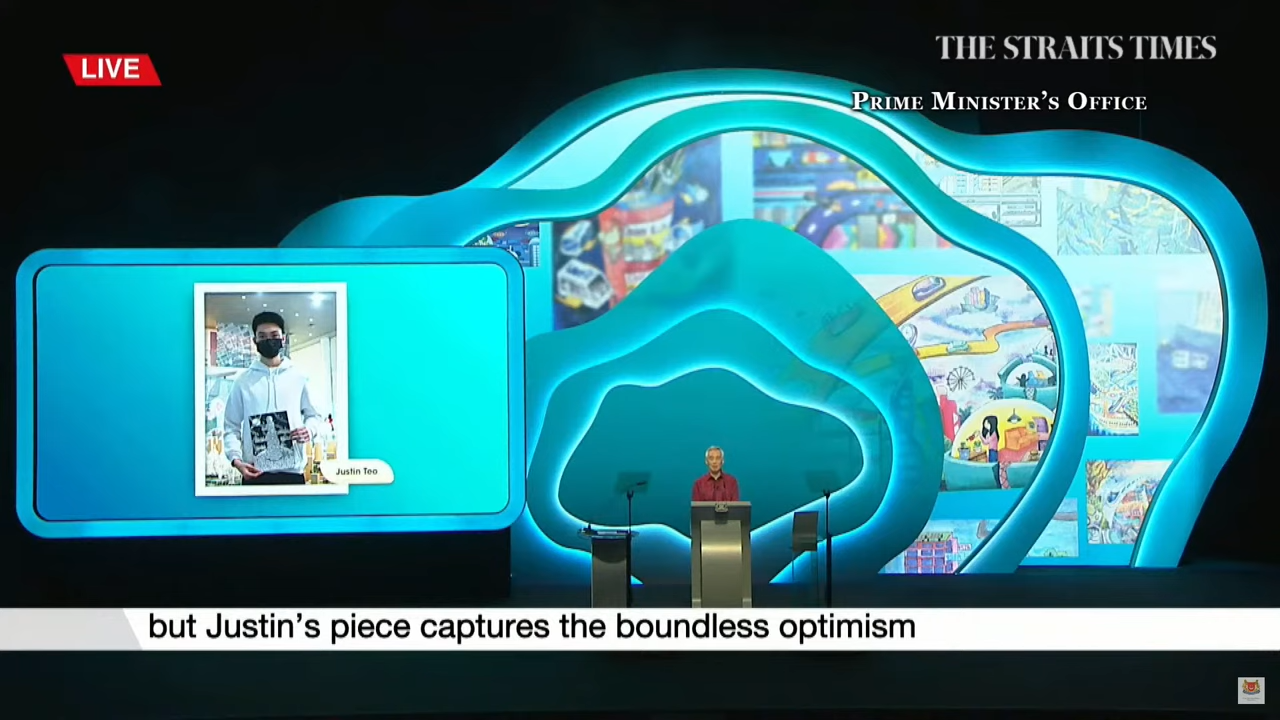 LIVE
THE STRAITS TIMES
PRIME MINISTER'S OFFICE
Justin Teo
but Justin's piece captures the boundless optimism